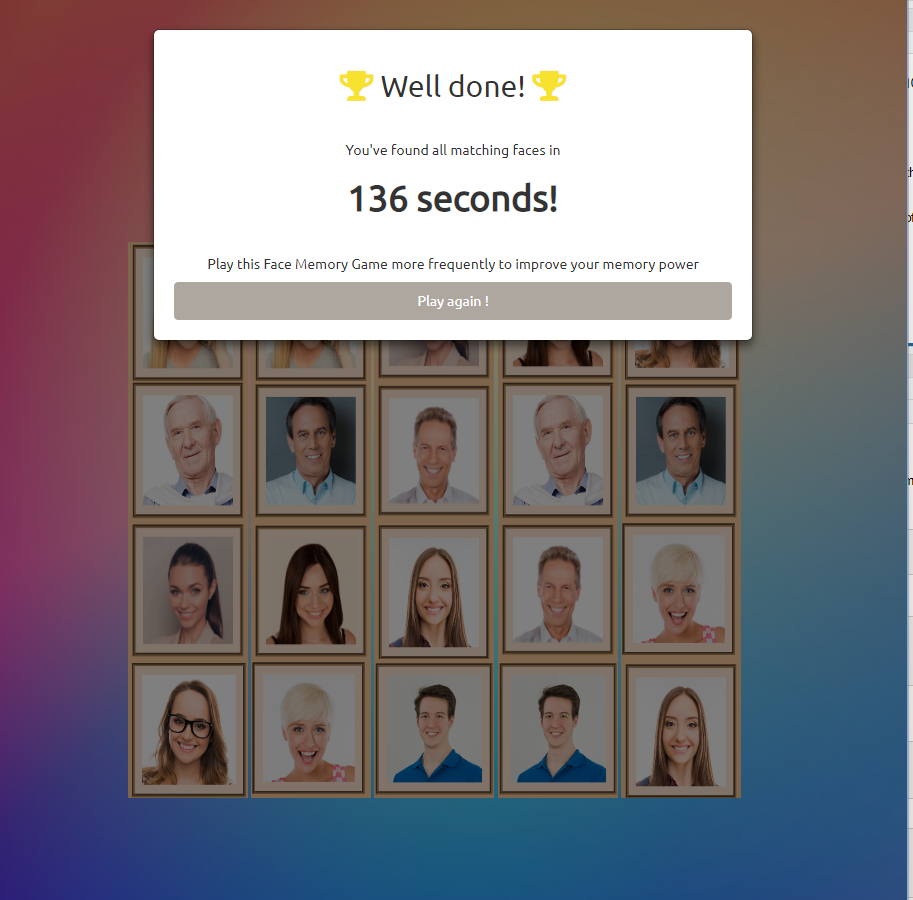 Well done!
You've found all matching faces in
136 seconds!
Play this Face Memory Game more frequently to improve your memory power
Play again !